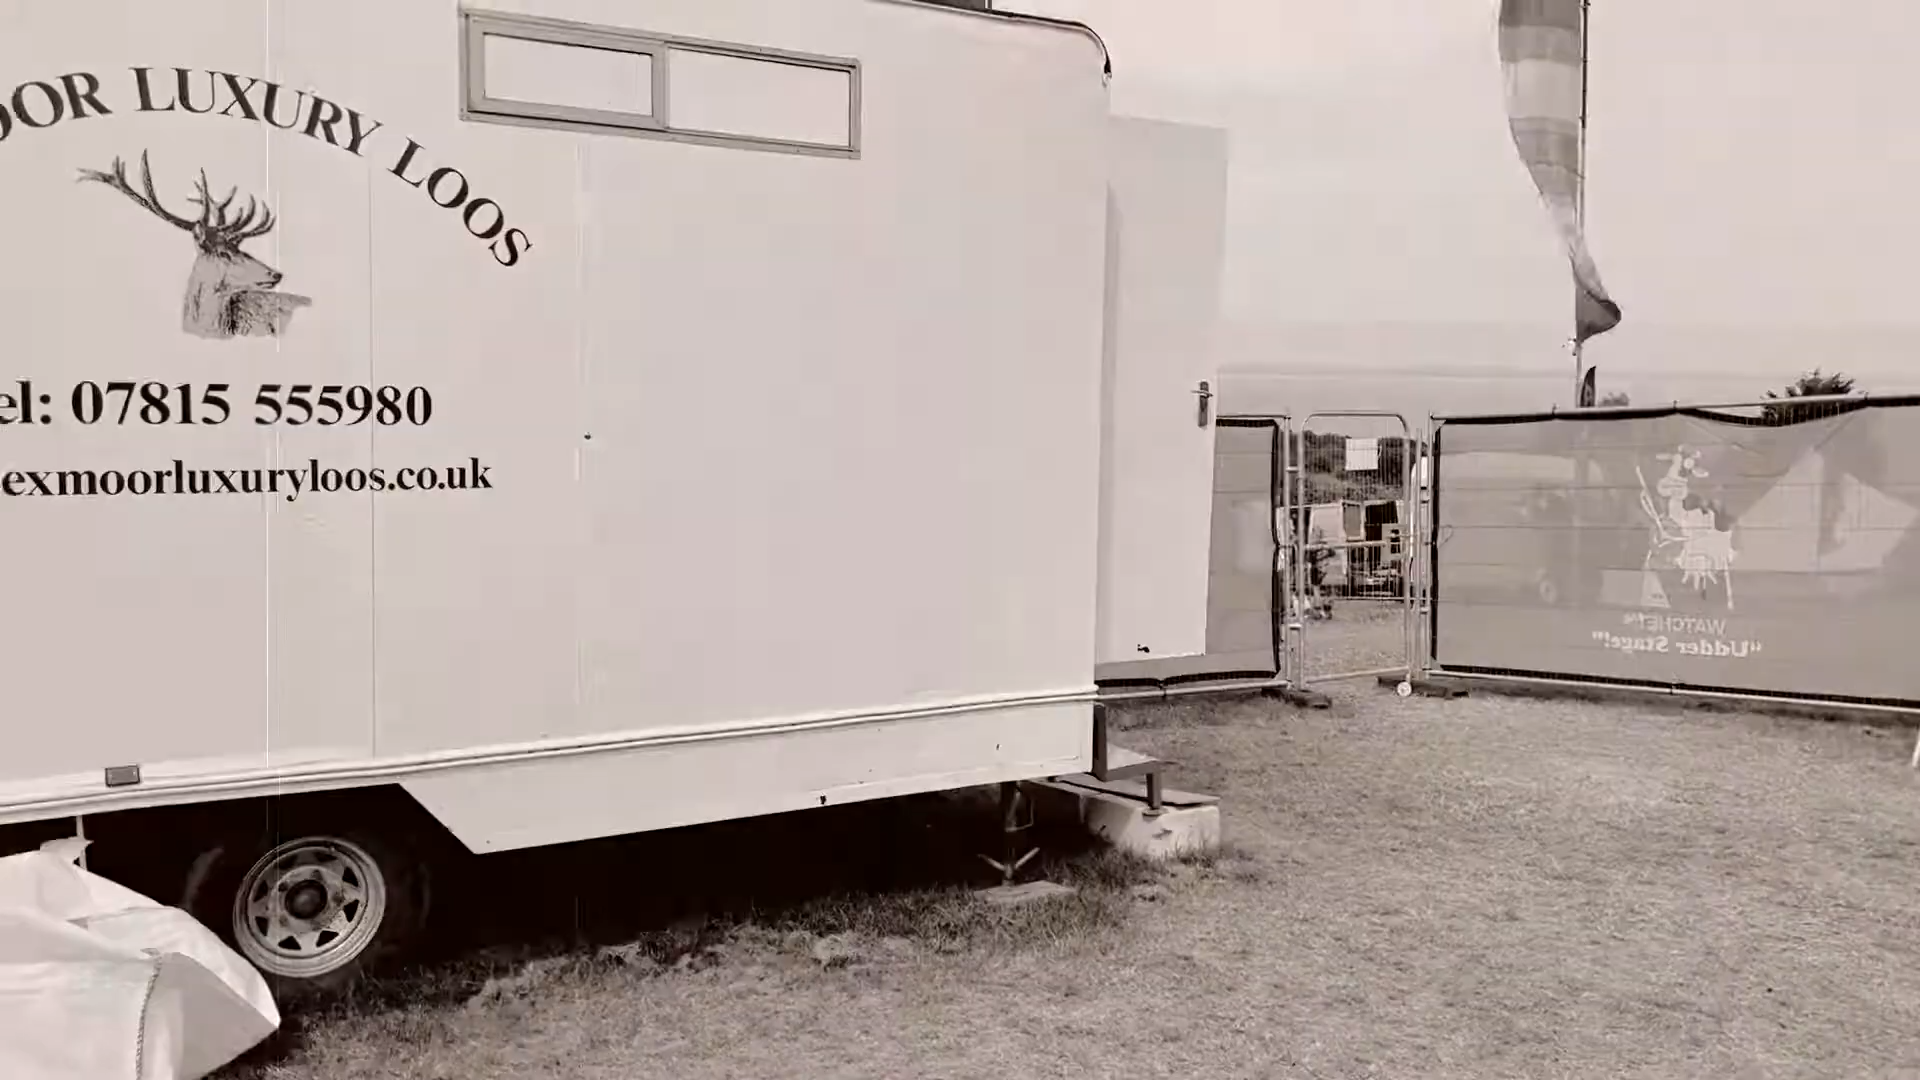 OOR LUXURY LOOS
el: 07815 555980
exmoorluxuryloos.co.uk
WATCHET
"Udder Stage!"